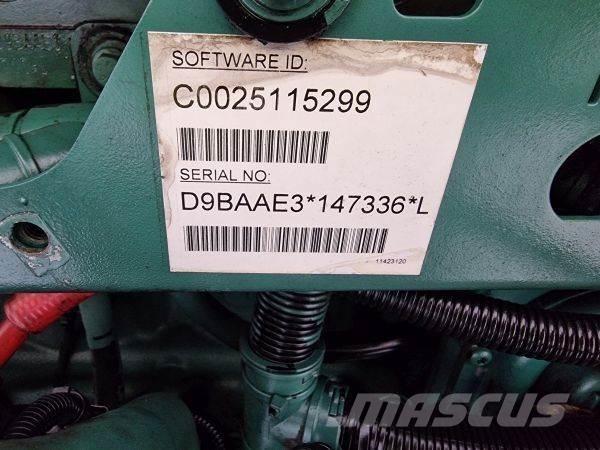 SOFTWARE ID:
C0025115299
SERIAL NO:
D9BAAE3*147336*L
11423120
MASCUS